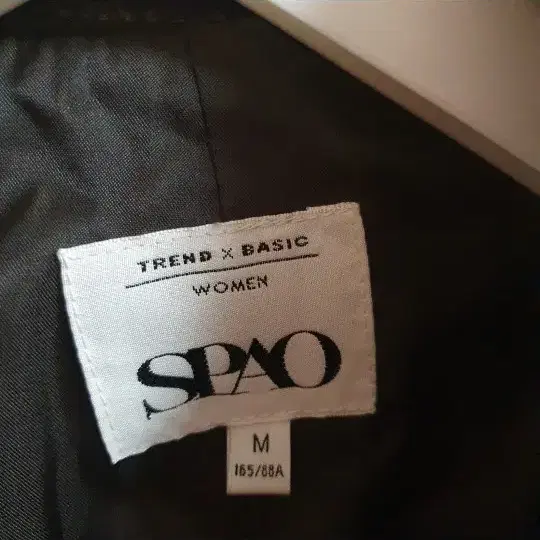 TREND X BASIC
WOMEN
SPAO
M
165/88A